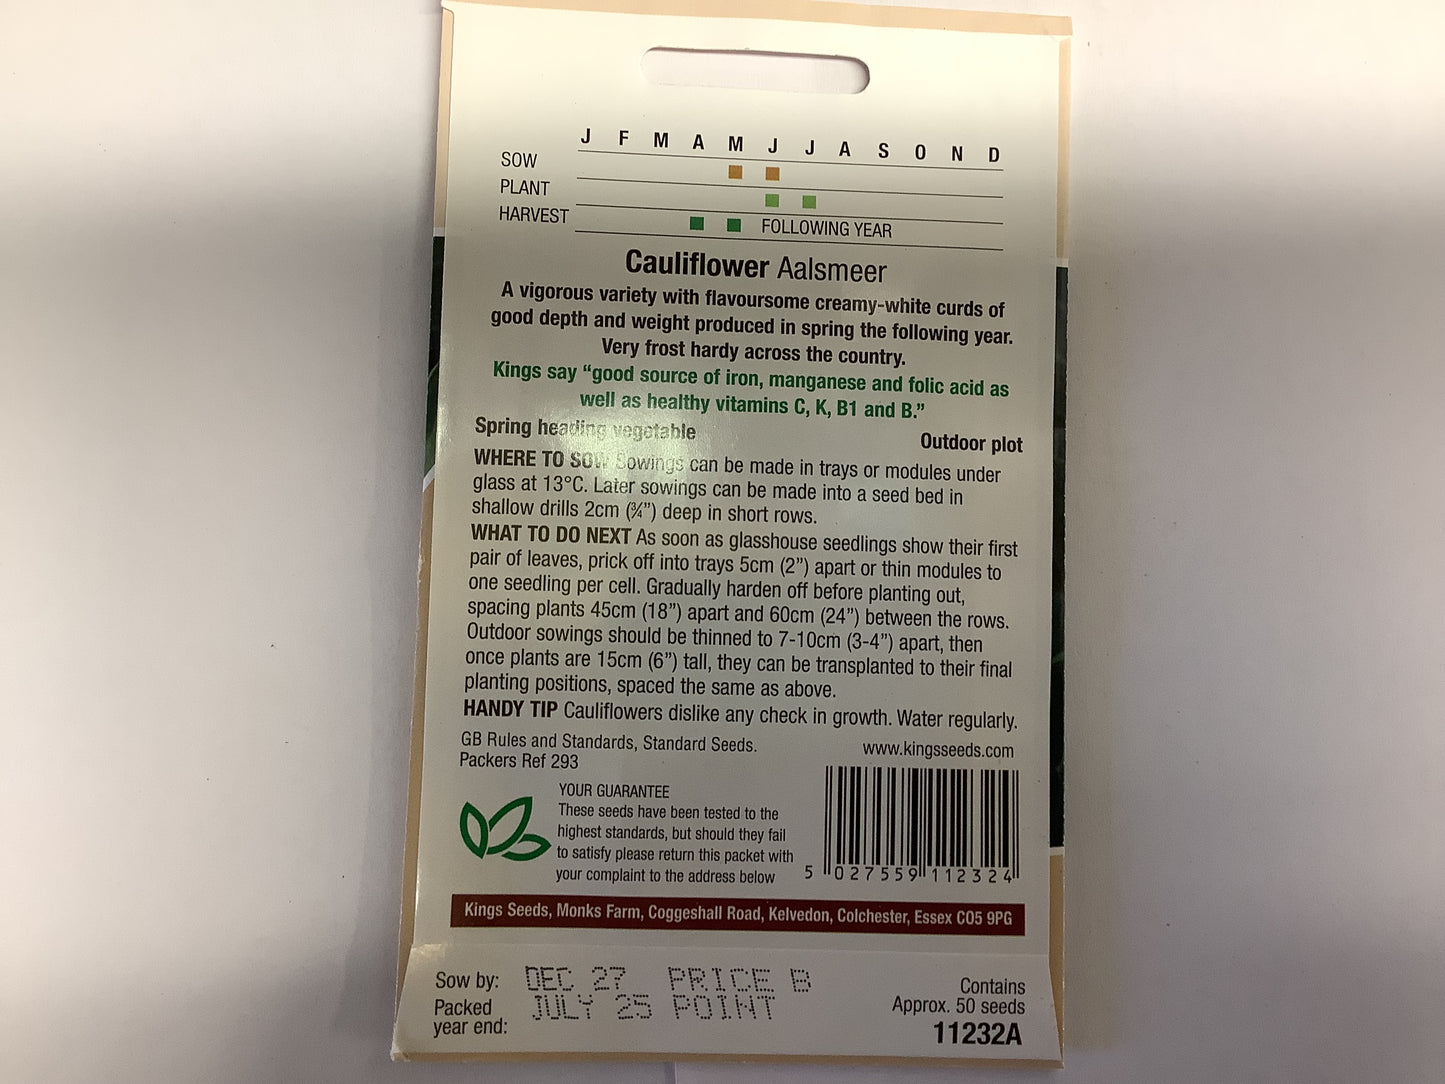 J F M A M J J A S O N D
SOW
PLANT
HARVEST FOLLOWING YEAR
Cauliflower Aalsmeer
A vigorous variety with flavoursome creamy-white curds of
good depth and weight produced in spring the following year.
Very frost hardy across the country.
Kings say “good source of iron, manganese and folic acid as
well as healthy vitamins C, K, B1 and B.”
Spring heading vegetable Outdoor plot
WHERE TO SOW Sowings can be made in trays or modules under
glass at 13°C. Later sowings can be made into a seed bed in
shallow drills 2cm (¾”) deep in short rows.
WHAT TO DO NEXT As soon as glasshouse seedlings show their first
pair of leaves, prick off into trays 5cm (2”) apart or thin modules to
one seedling per cell. Gradually harden off before planting out,
spacing plants 45cm (18”) apart and 60cm (24”) between the rows.
Outdoor sowings should be thinned to 7-10cm (3-4”) apart, then
once plants are 15cm (6”) tall, they can be transplanted to their final
planting positions, spaced the same as above.
HANDY TIP Cauliflowers dislike any check in growth. Water regularly.
GB Rules and Standards, Standard Seeds. www.kingsseeds.com
Packers Ref 293
YOUR GUARANTEE
These seeds have been tested to the
highest standards, but should they fail
to satisfy please return this packet with
your complaint to the address below
5 027559 112324
Kings Seeds, Monks Farm, Coggeshall Road, Kelvedon, Colchester, Essex CO5 9PG
Sow by: DEC 27 PRICE B
Packed JULY 25 POINT
year end:
Contains
Approx. 50 seeds
11232A